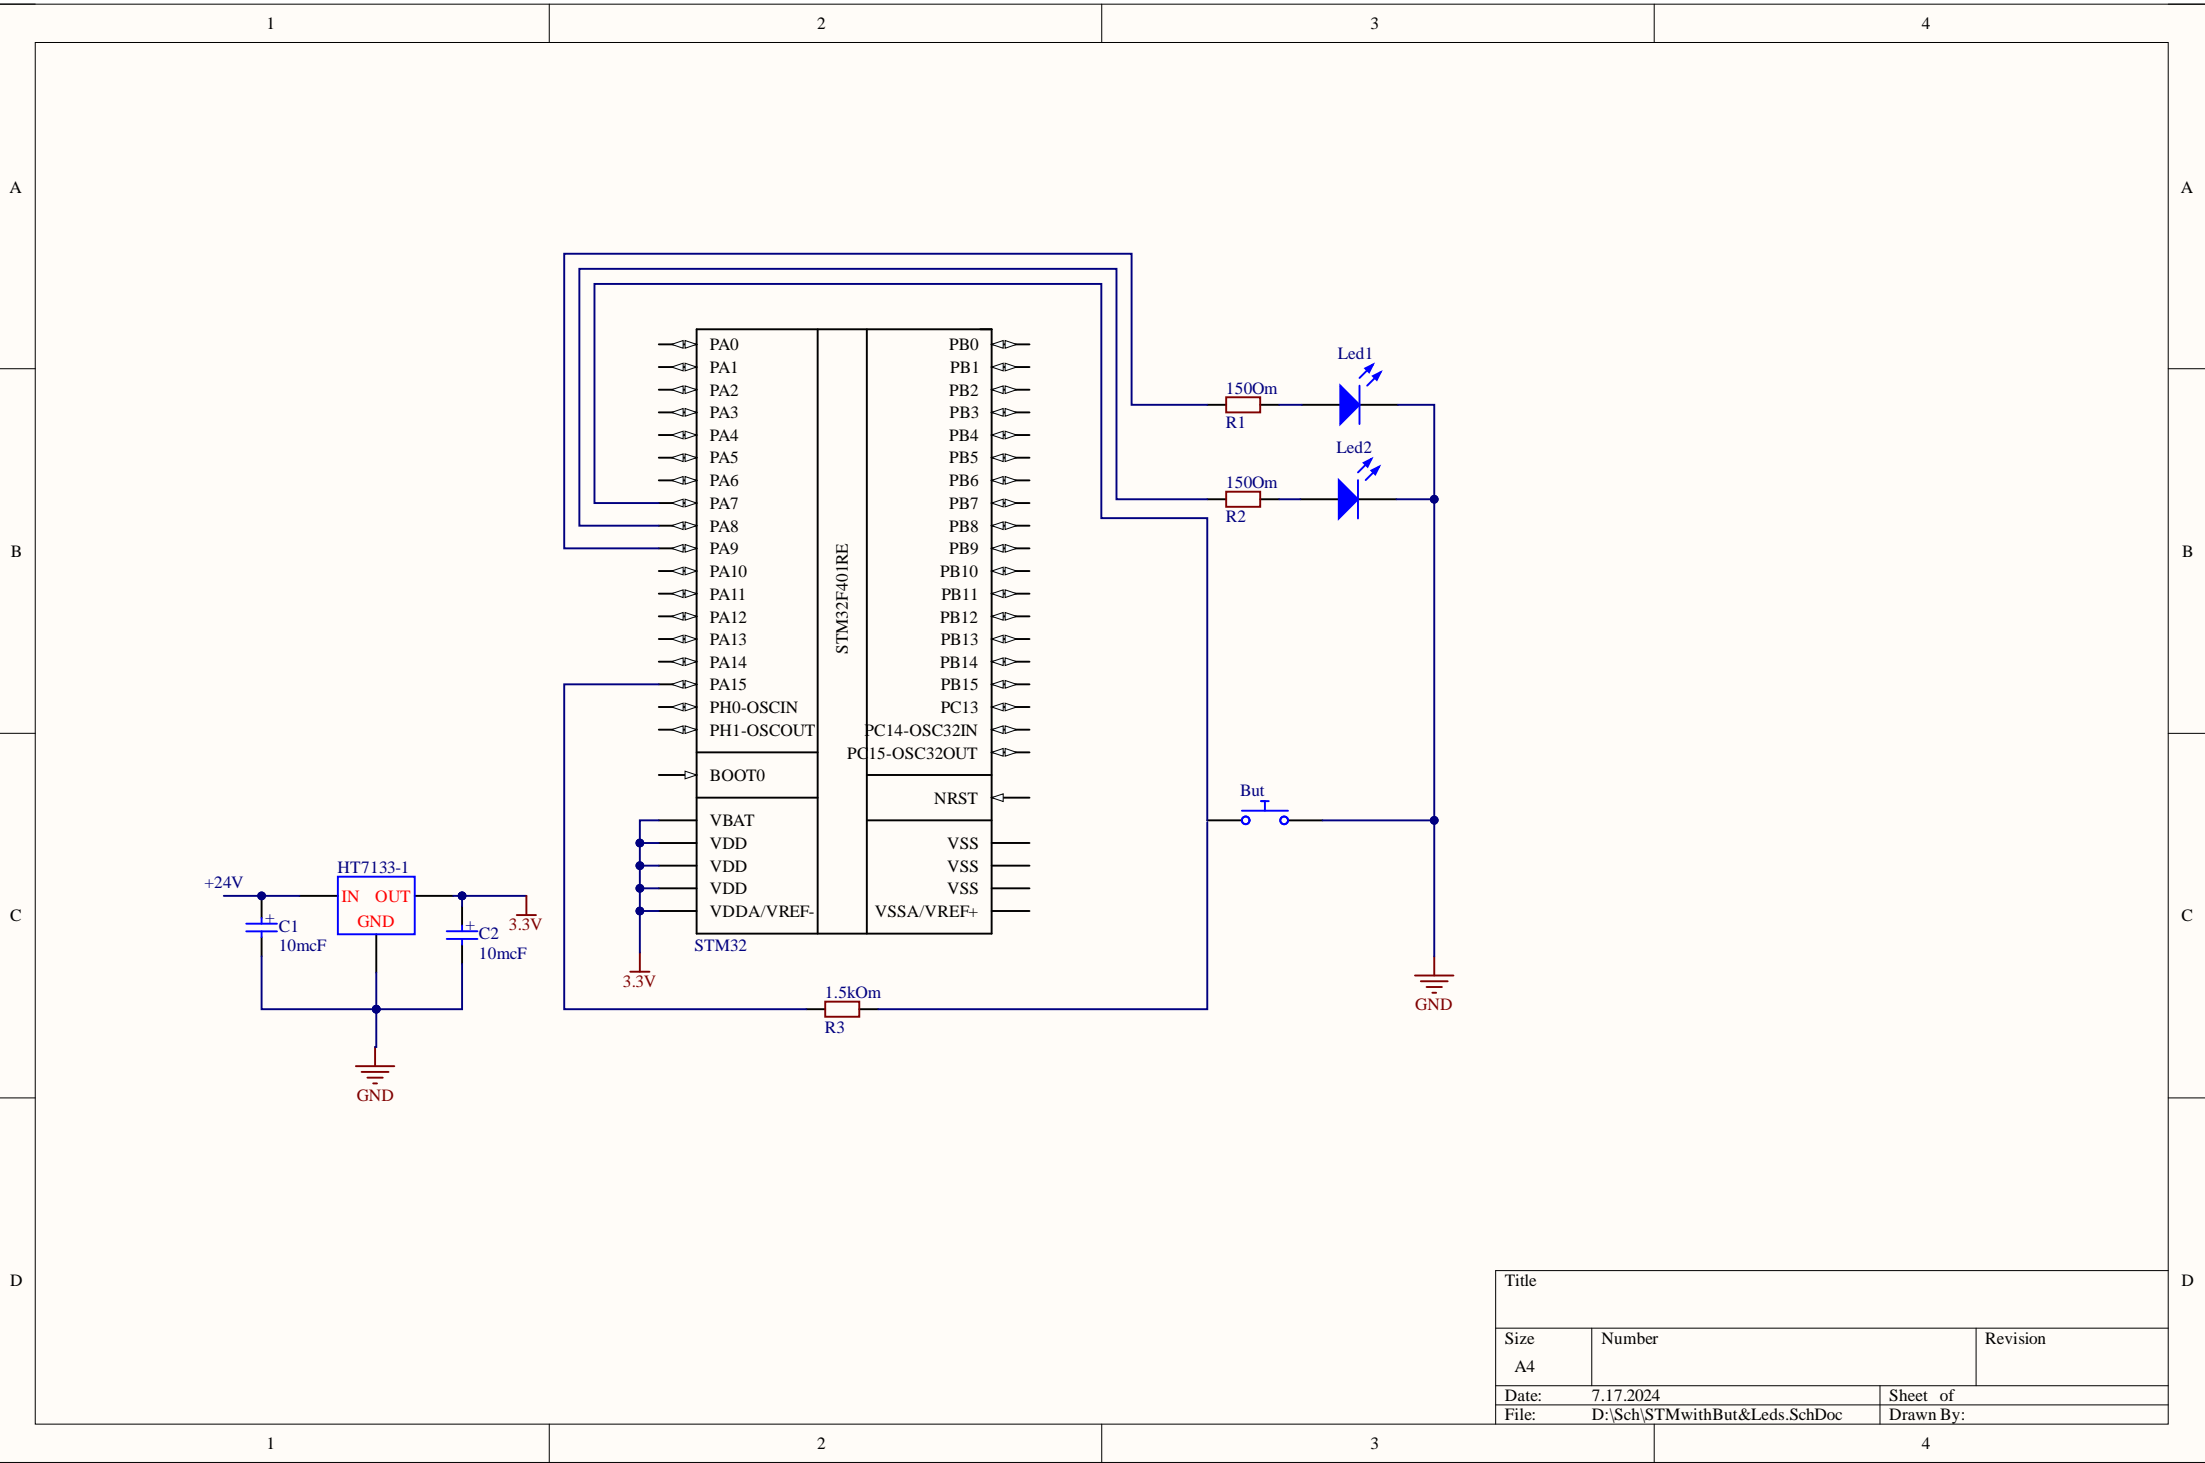 1 2 3 4
A A
B B
C C
D D
PA0
PA1
PA2
PA3
PA4
PA5
PA6
PA7
PA8
PA9
PA10
PA11
PA12
PA13
PA14
PA15
PH0-OSCIN
PH1-OSCOUT
BOOT0
VBAT
VDD
VDD
VDD
VDDA/VREF-
STM32
STM32F401RE
PB0
PB1
PB2
PB3
PB4
PB5
PB6
PB7
PB8
PB9
PB10
PB11
PB12
PB13
PB14
PB15
PC13
PC14-OSC32IN
PC15-OSC32OUT
NRST
VSS
VSS
VSS
VSSA/VREF+
Led1
150Om
R1
Led2
150Om
R2
But
GND
HT7133-1
+24V
IN OUT
GND
+
C1
10mcF
+
C2
10mcF
3.3V
GND
3.3V
1.5kOm
R3
Title
Size Number Revision
A4
Date: 7.17.2024 Sheet of
File: D:\Sch\STMwithBut&Leds.SchDoc Drawn By:
1 2 3 4